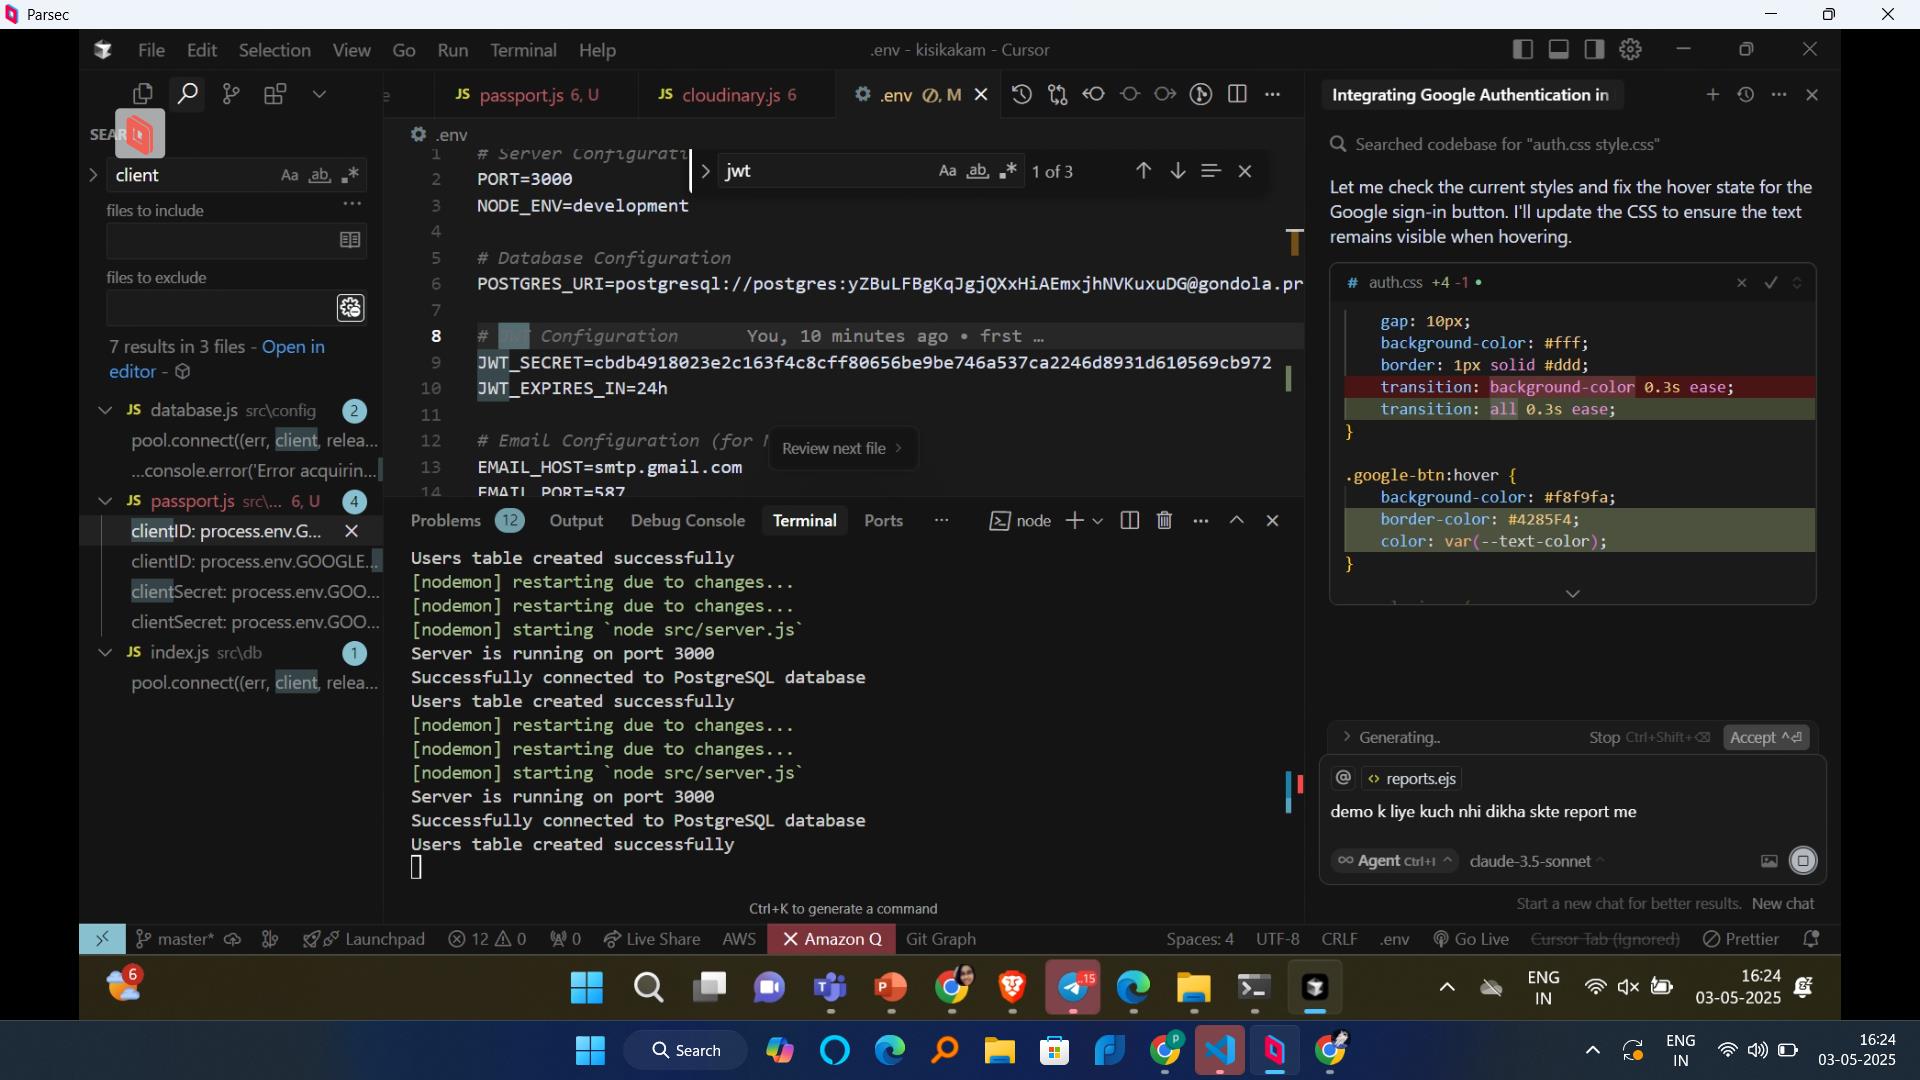 Parsec
File Edit Selection View Go Run Terminal Help
.env - kisikakam - Cursor
JS passport.js 6, U
JS cloudinary.js 6
.env M
Integrating Google Authentication in
.env
client
Aa ab
files to include
files to exclude
7 results in 3 files - Open in
editor -
JS database.js src\config 2
pool.connect((err, client, relea...
...console.error('Error acquirin...
JS passport.js src\... 6, U 4
clientID: process.env.G...
clientID: process.env.GOOGLE...
clientSecret: process.env.GOO...
clientSecret: process.env.GOO...
JS index.js src\db 1
pool.connect((err, client, relea...
jwt
Aa ab 1 of 3
1 # Server Configurati
2 PORT=3000
3 NODE_ENV=development
4
5 # Database Configuration
6 POSTGRES_URI=postgresql://postgres:yZBuLFBgKqJgjQXxHiAEmxjhNVKuxuDG@gondola.pr
7
8 # JWT Configuration You, 10 minutes ago • frst …
9 JWT_SECRET=cbdb4918023e2c163f4c8cff80656be9be746a537ca2246d8931d610569cb972
10 JWT_EXPIRES_IN=24h
11
12 # Email Configuration (for
13 EMAIL_HOST=smtp.gmail.com
14 EMAIL_PORT=587
Review next file
Problems 12 Output Debug Console Terminal Ports
node
Users table created successfully
[nodemon] restarting due to changes...
[nodemon] restarting due to changes...
[nodemon] starting `node src/server.js`
Server is running on port 3000
Successfully connected to PostgreSQL database
Users table created successfully
[nodemon] restarting due to changes...
[nodemon] restarting due to changes...
[nodemon] starting `node src/server.js`
Server is running on port 3000
Successfully connected to PostgreSQL database
Users table created successfully
Ctrl+K to generate a command
Searched codebase for "auth.css style.css"
Let me check the current styles and fix the hover state for the
Google sign-in button. I'll update the CSS to ensure the text
remains visible when hovering.
# auth.css +4 -1 •
gap: 10px;
background-color: #fff;
border: 1px solid #ddd;
transition: background-color 0.3s ease;
transition: all 0.3s ease;
}
.google-btn:hover {
background-color: #f8f9fa;
border-color: #4285F4;
color: var(--text-color);
}
Generating..
Stop Ctrl+Shift+⌫ Accept ^⏎
@ <> reports.ejs
demo k liye kuch nhi dikha skte report me
∞ Agent Ctrl+I claude-3.5-sonnet
Start a new chat for better results. New chat
master* Launchpad 12 0 0 Live Share AWS Amazon Q Git Graph
Spaces: 4 UTF-8 CRLF .env Go Live Cursor Tab (Ignored) Prettier
6
15
ENG
IN
16:24
03-05-2025
Search
P
ENG
IN
16:24
03-05-2025